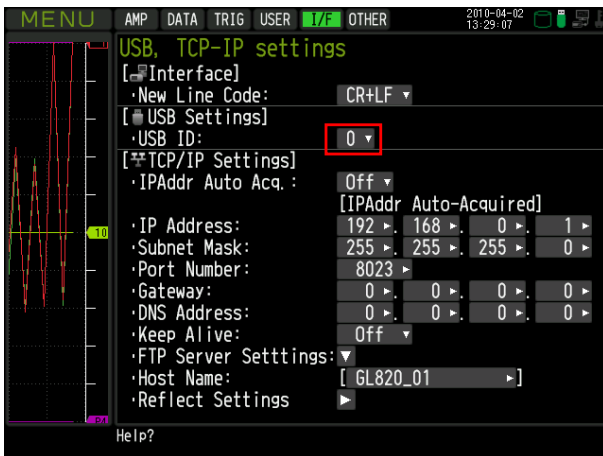 MENU AMP DATA TRIG USER I/F OTHER 2010-04-02
13:29:07
USB, TCP-IP settings
[Interface]
･New Line Code: CR+LF ▼
[USB Settings]
･USB ID: 0 ▼
[TCP/IP Settings]
･IPAddr Auto Acq.: Off ▼
[IPAddr Auto-Acquired]
･IP Address: 192 ►. 168 ►. 0 ►. 1 ►
･Subnet Mask: 255 ►. 255 ►. 255 ►. 0 ►
10
･Port Number: 8023 ►
･Gateway: 0 ►. 0 ►. 0 ►. 0 ►
･DNS Address: 0 ►. 0 ►. 0 ►. 0 ►
･Keep Alive: Off ▼
･FTP Server Setttings: ▼
･Host Name: [ GL820_01 ►]
･Reflect Settings ►
Help?